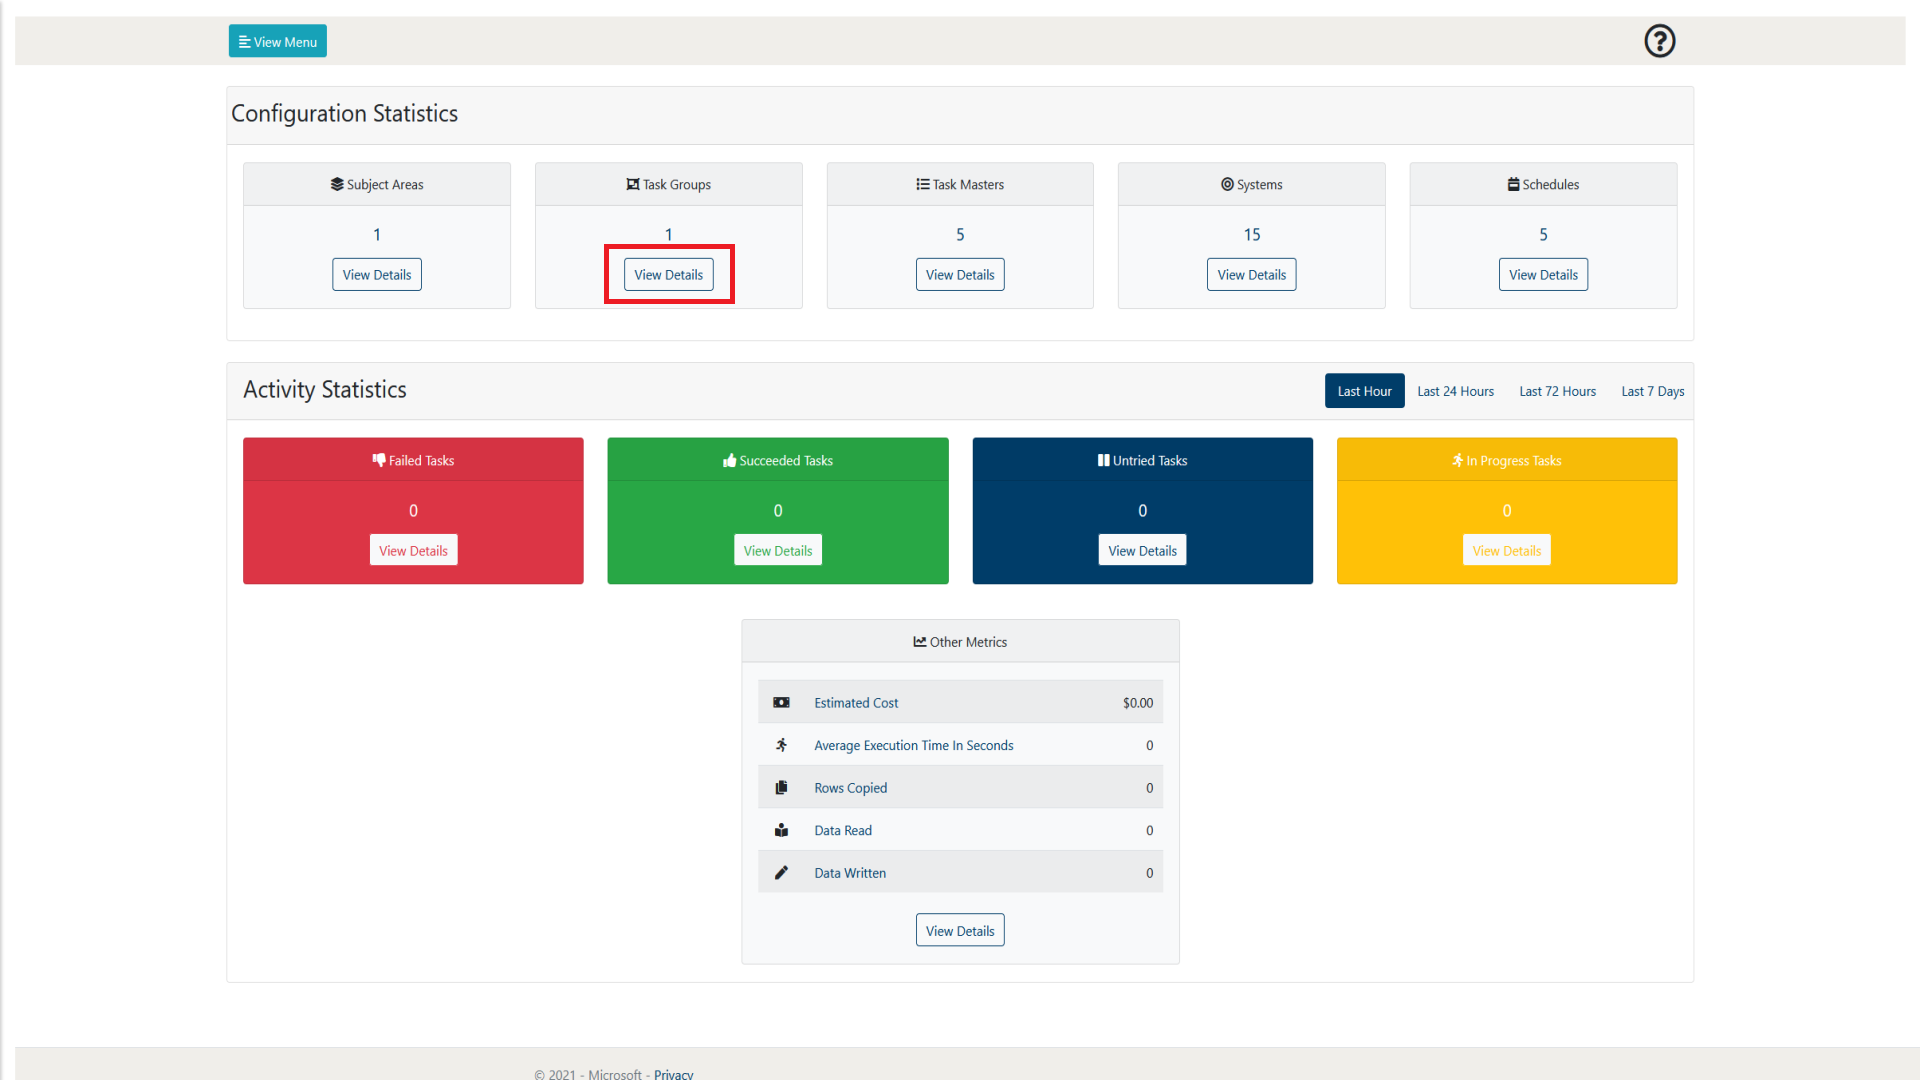 View Menu
Configuration Statistics
Subject Areas
1
View Details
Task Groups
1
View Details
Task Masters
5
View Details
Systems
15
View Details
Schedules
5
View Details
Activity Statistics
Last Hour Last 24 Hours Last 72 Hours Last 7 Days
Failed Tasks
0
View Details
Succeeded Tasks
0
View Details
Untried Tasks
0
View Details
In Progress Tasks
0
View Details
Other Metrics
Estimated Cost $0.00
Average Execution Time In Seconds 0
Rows Copied 0
Data Read 0
Data Written 0
View Details
© 2021 - Microsoft - Privacy